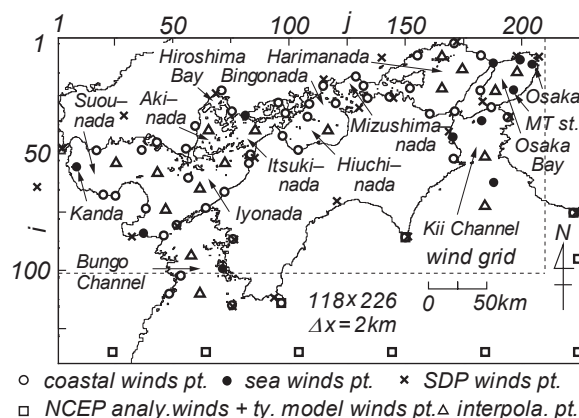 1 50 100 j 150 200
1
Hiroshima Harimanada
Bay Bingonada
Suou- Aki-
nada nada
Osaka
MT st.
Mizushima
nada
Osaka
Bay
50
Itsuki-
nada
Hiuchi-
nada
Kanda
Iyonada
i
Kii Channel
Bungo
Channel
wind grid
N
100
118x226
Δx=2km
0 50km
○ coastal winds pt. ● sea winds pt. × SDP winds pt.
□ NCEP analy.winds + ty. model winds pt. △ interpola. pt.